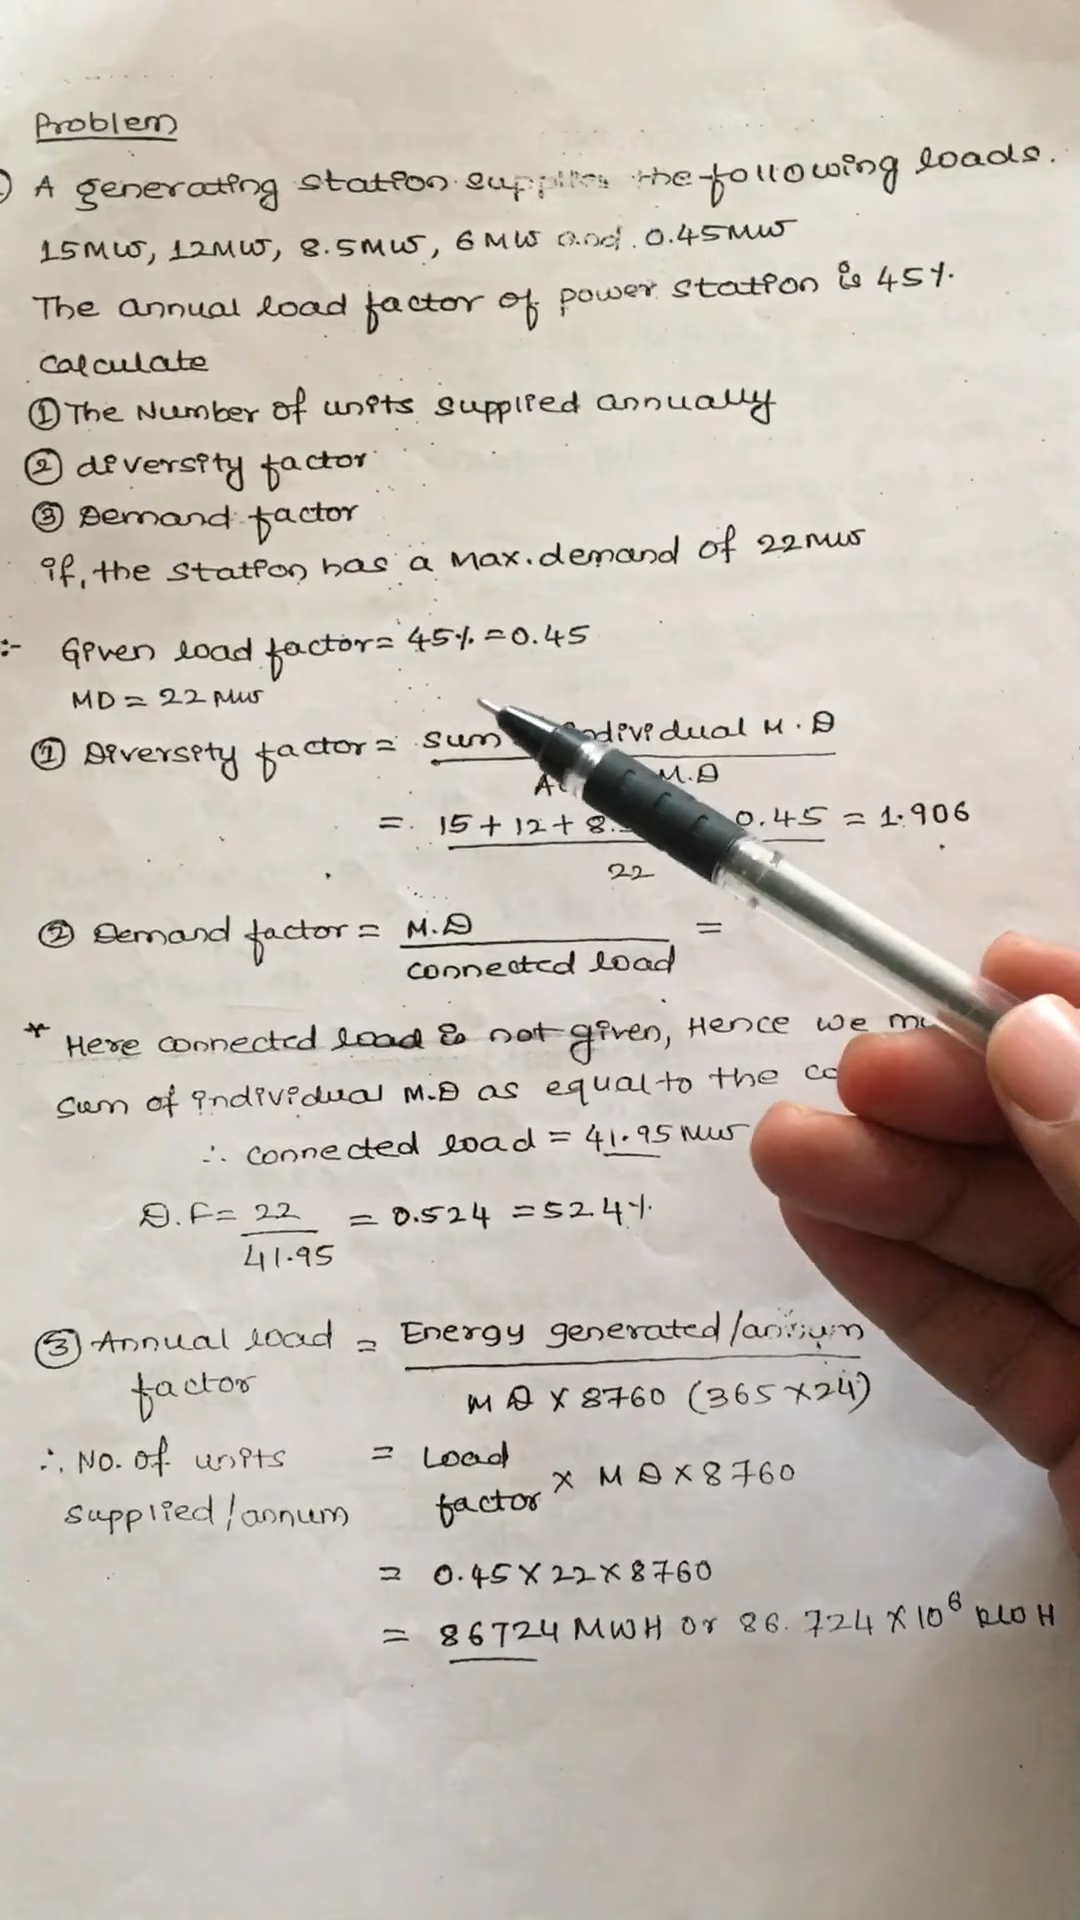 Problem
A generating station supplies the following loads.
15MW, 12MW, 8.5MW, 6MW and 0.45MW
The annual load factor of power station is 45%.
calculate
① The Number of units supplied annually
② diversity factor
③ Demand factor
if, the station has a Max. demand of 22MW
:- Given load factor = 45% = 0.45
MD = 22 MW
① Diversity factor = sum individual M.D
M.D
= 15 + 12 + 8. 0.45 = 1.906
22
② Demand factor = M.D =
connected load
* Here connected load is not given, Hence we
sum of individual M.D as equal to the
∴ connected load = 41.95 MW
D.F = 22 = 0.524 = 52.4%
41.95
③ Annual load = Energy generated/annum
factor MD X 8760 (365 X 24)
∴ No. of units = Load X MD X 8760
supplied/annum factor
= 0.45 X 22 X 8760
= 86724 MWH or 86.724 X 10⁶ KWH